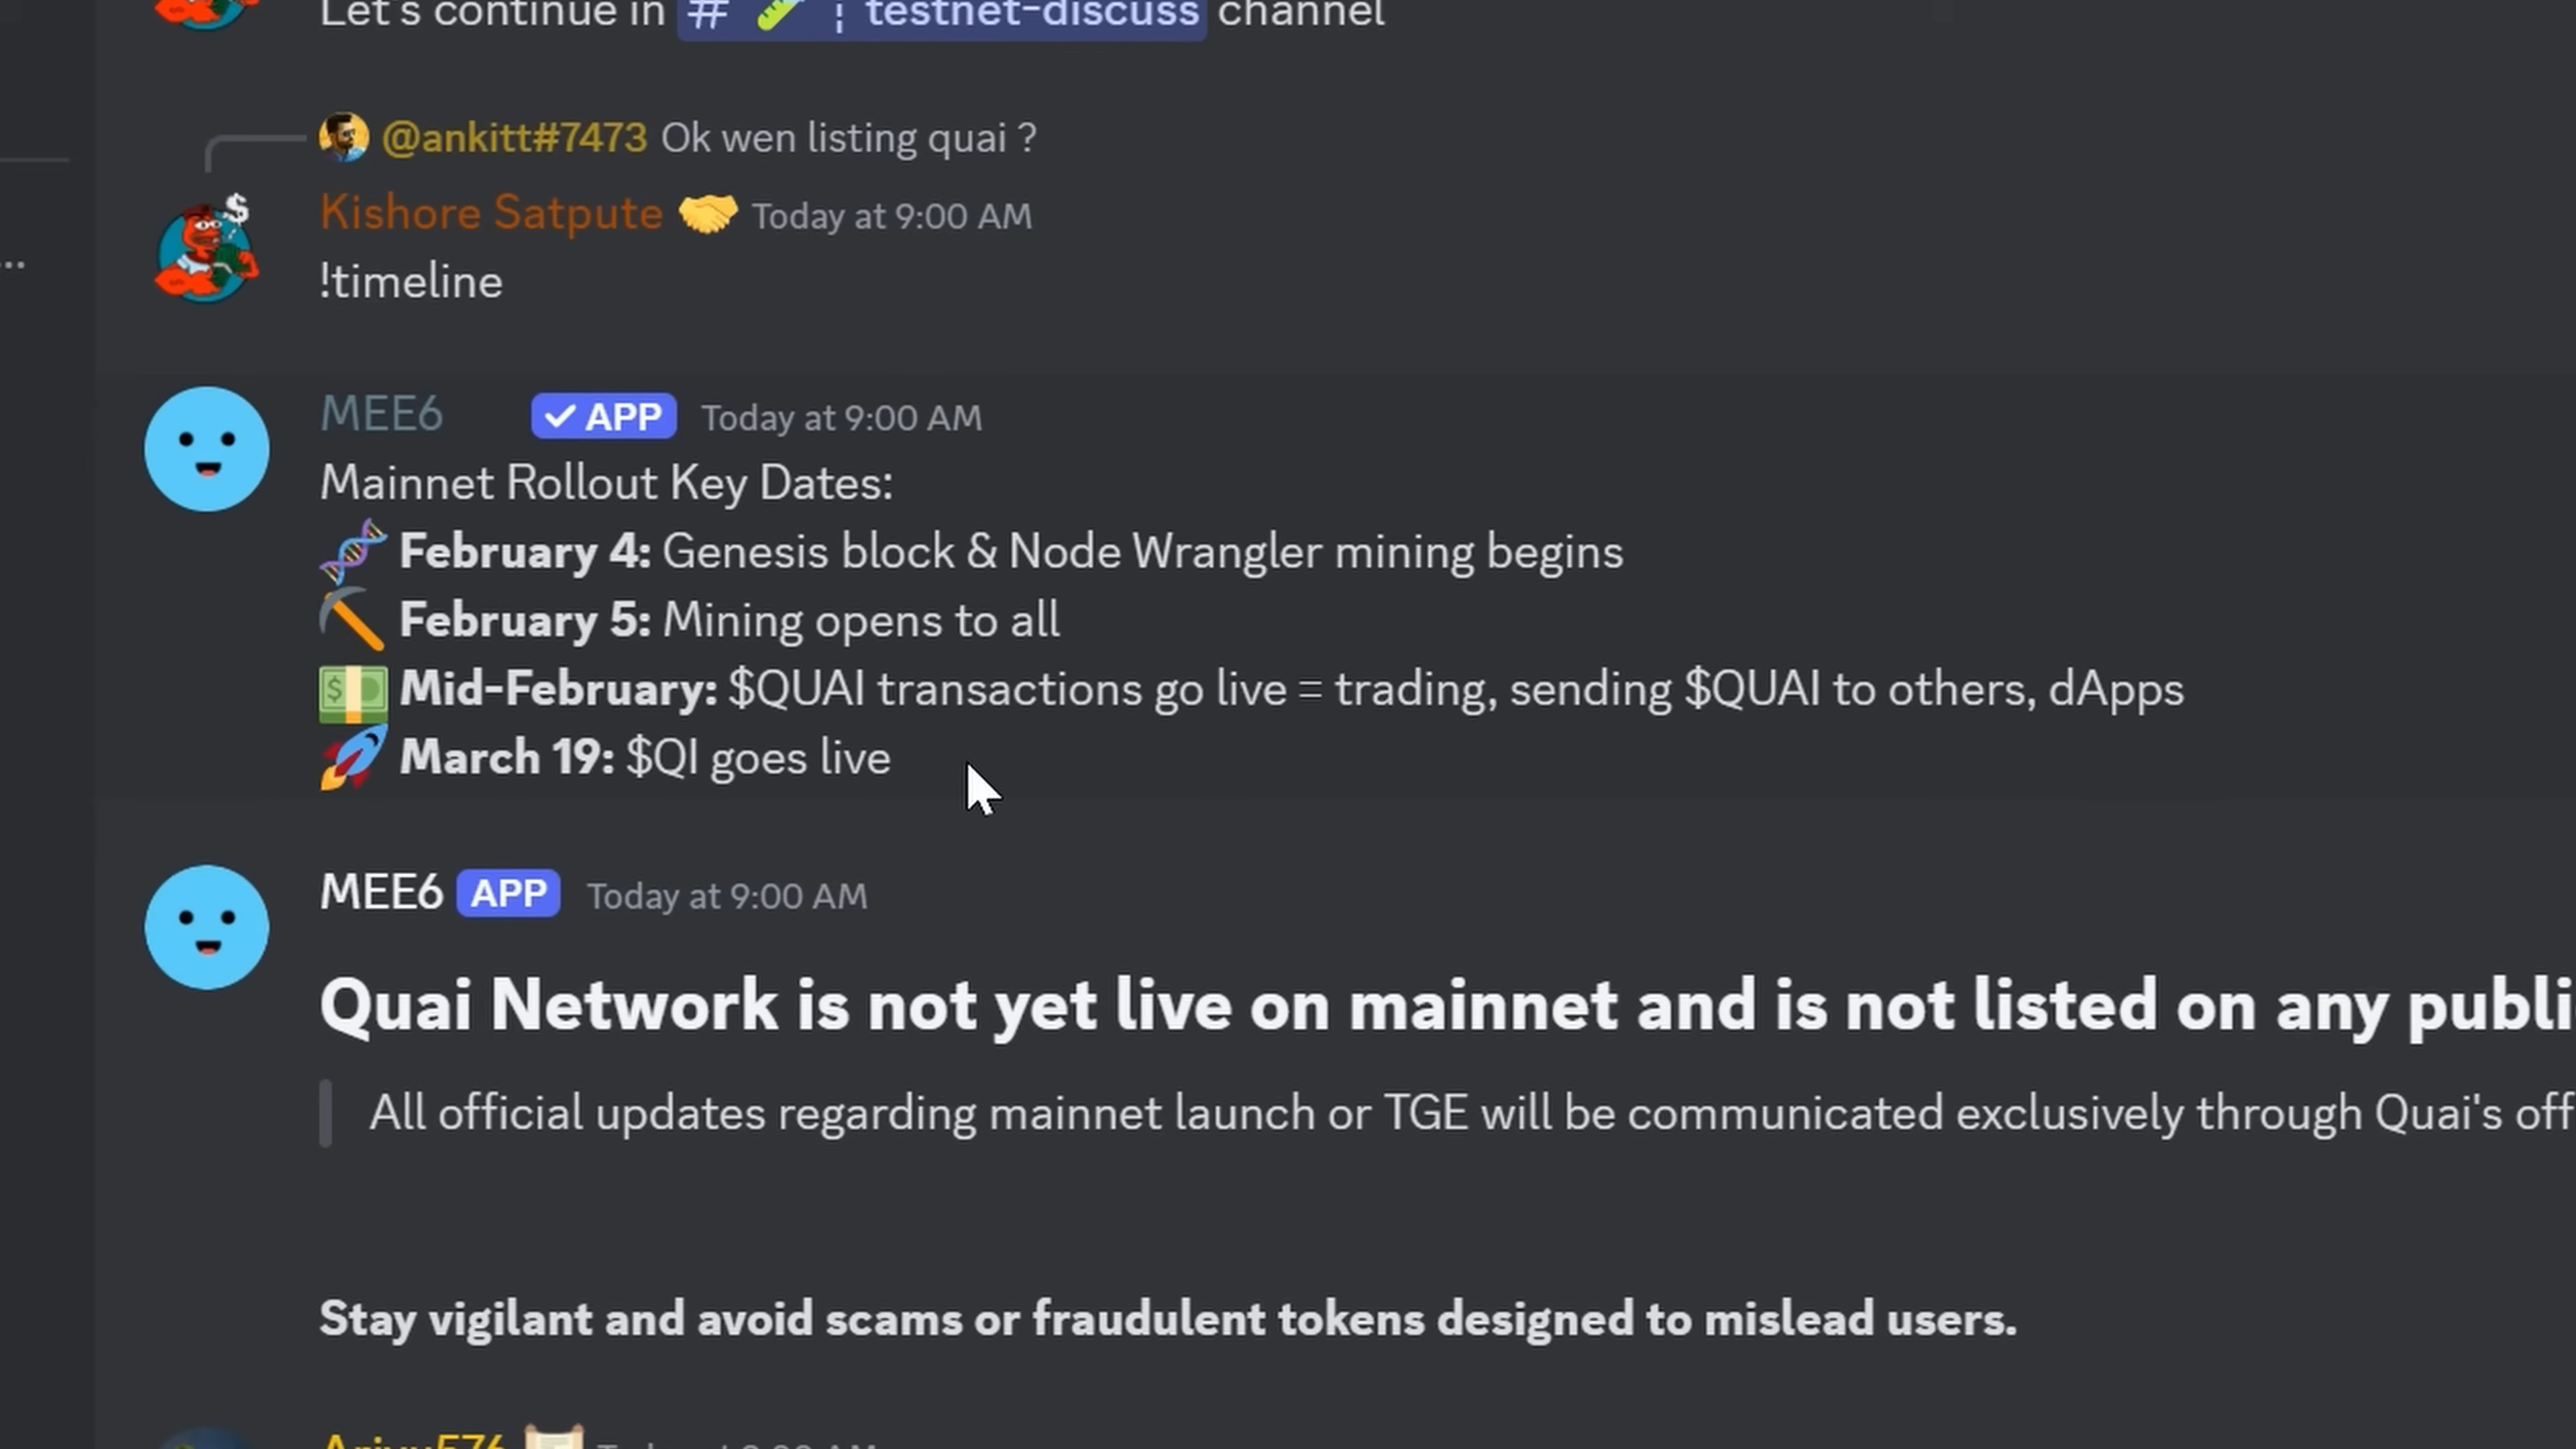 Let's continue in # ¦ testnet-discuss channel
@ankitt#7473 Ok wen listing quai ?
Kishore Satpute Today at 9:00 AM
!timeline
MEE6 APP Today at 9:00 AM
Mainnet Rollout Key Dates:
February 4: Genesis block & Node Wrangler mining begins
February 5: Mining opens to all
Mid-February: $QUAI transactions go live = trading, sending $QUAI to others, dApps
March 19: $QI goes live
MEE6 APP Today at 9:00 AM
Quai Network is not yet live on mainnet and is not listed on any publi
All official updates regarding mainnet launch or TGE will be communicated exclusively through Quai's off
Stay vigilant and avoid scams or fraudulent tokens designed to mislead users.